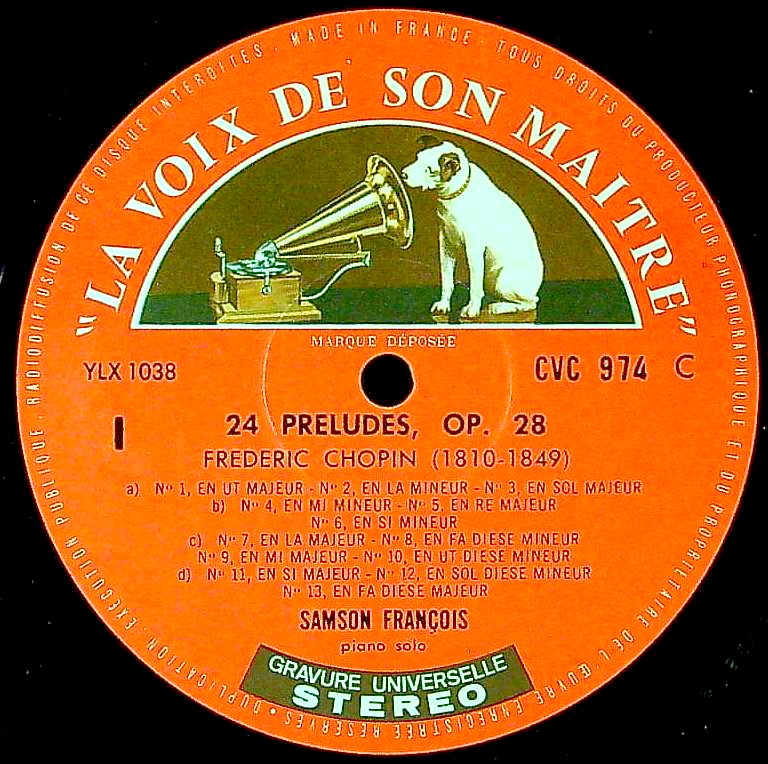 MADE IN FRANCE · TOUS DROITS DU PRODUCTEUR PHONOGRAPHIQUE ET DU PROPRIETAIRE DE L'ŒUVRE ENREGISTRÉE RÉSERVÉS • DUPLICATION · EXÉCUTION PUBLIQUE · RADIODIFFUSION DE CE DISQUE INTERDITES ·
"LA VOIX DE SON MAITRE"
MARQUE DÉPOSÉE
YLX 1038
CVC 974 C
I
24 PRELUDES, OP. 28
FREDERIC CHOPIN (1810-1849)
a) Nº 1, EN UT MAJEUR - Nº 2, EN LA MINEUR - Nº 3, EN SOL MAJEUR
b) Nº 4, EN MI MINEUR - Nº 5, EN RE MAJEUR
Nº 6, EN SI MINEUR
c) Nº 7, EN LA MAJEUR - Nº 8, EN FA DIESE MINEUR
Nº 9, EN MI MAJEUR - Nº 10, EN UT DIESE MINEUR
d) Nº 11, EN SI MAJEUR - Nº 12, EN SOL DIESE MINEUR
Nº 13, EN FA DIESE MAJEUR
SAMSON FRANÇOIS
piano solo
GRAVURE UNIVERSELLE
STEREO